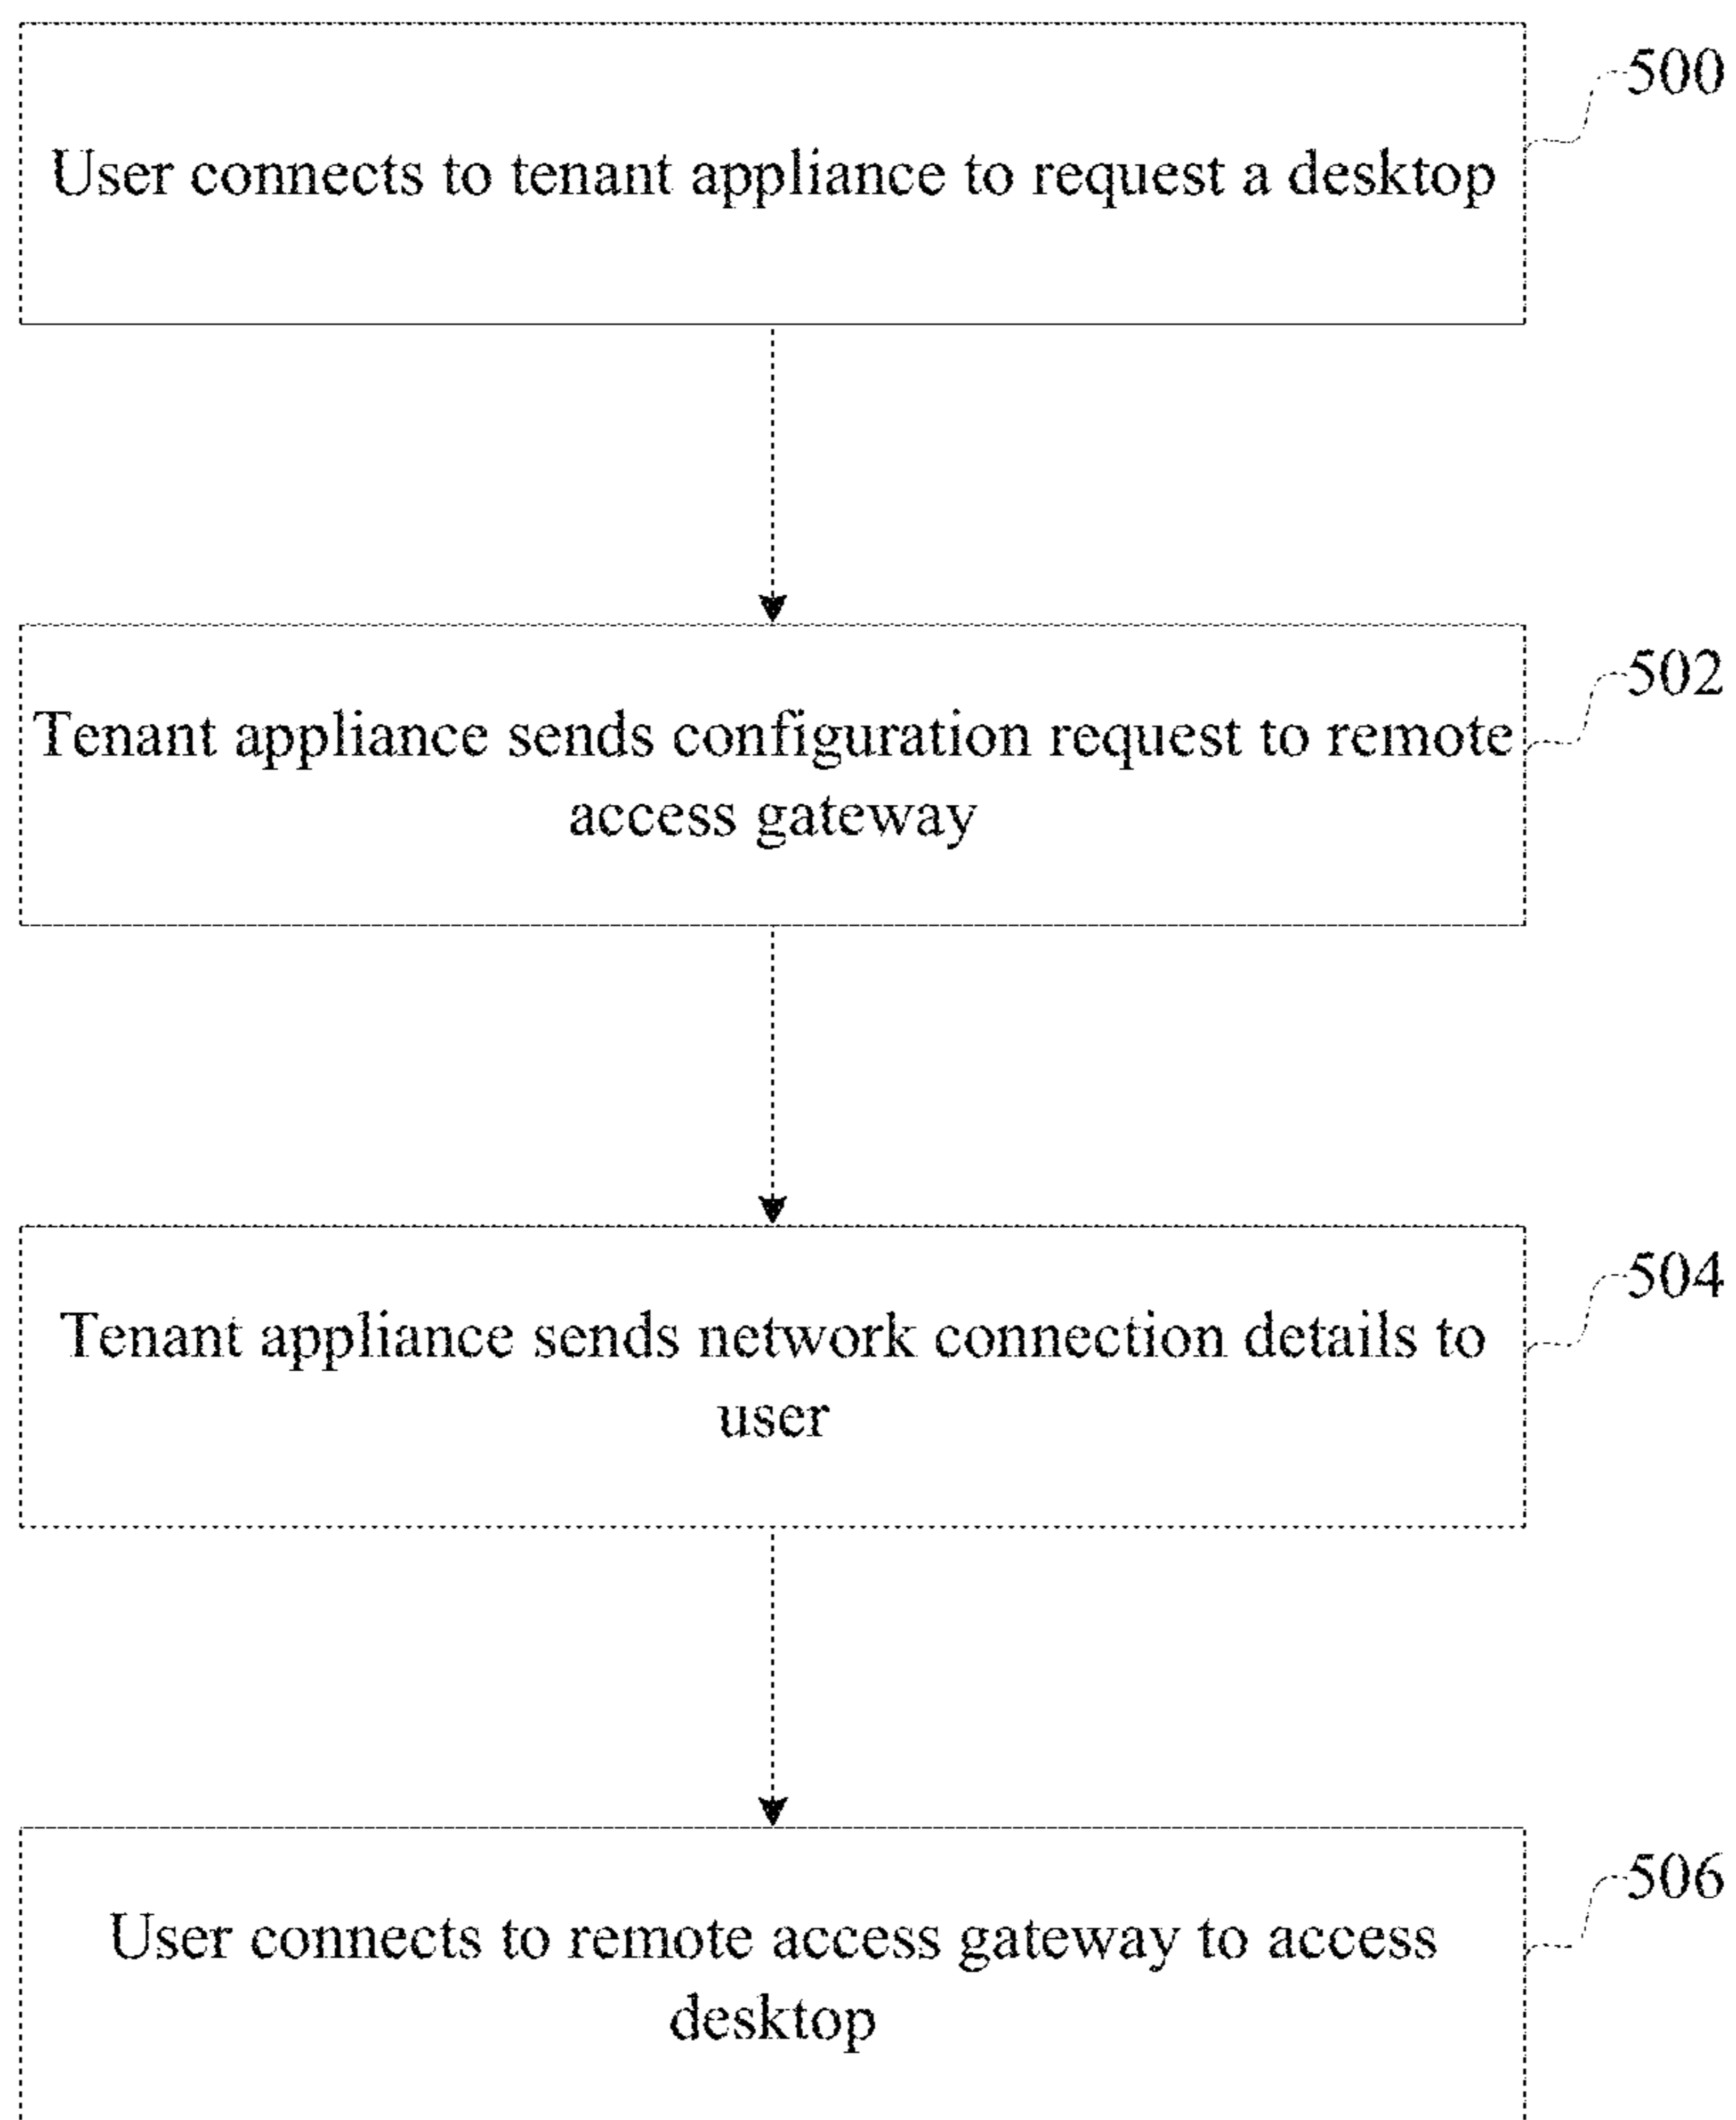 500
User connects to tenant appliance to request a desktop
502
Tenant appliance sends configuration request to remote
access gateway
504
Tenant appliance sends network connection details to
user
506
User connects to remote access gateway to access
desktop